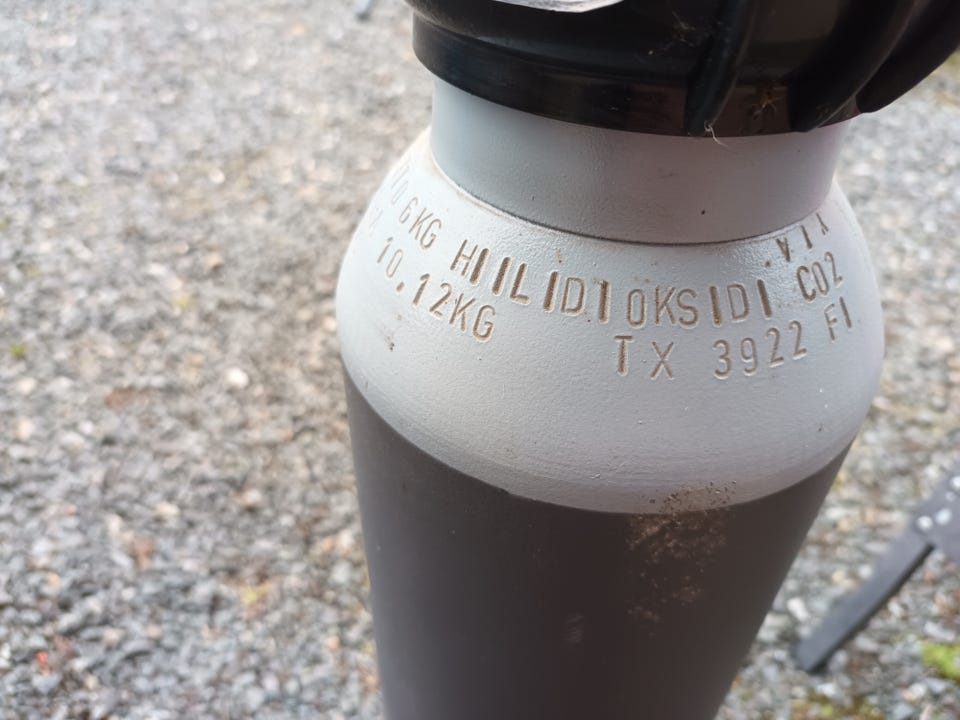 6KG HIILIDIOKSIDI CO2
10.12KG TX 3922 FI